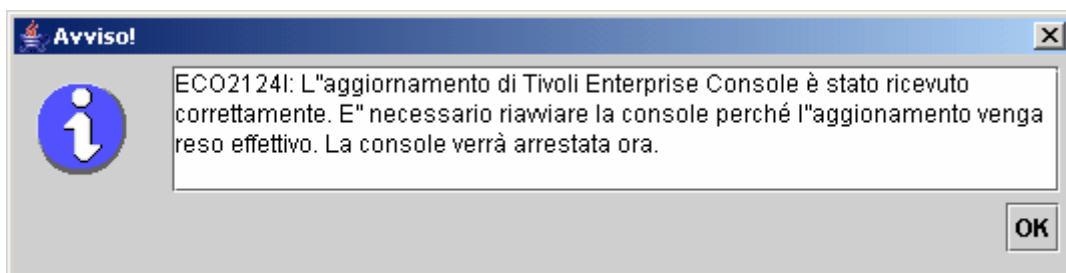 Avviso!
ECO2124I: L"aggiornamento di Tivoli Enterprise Console è stato ricevuto
correttamente. E" necessario riavviare la console perché l"aggionamento venga
reso effettivo. La console verrà arrestata ora.
OK